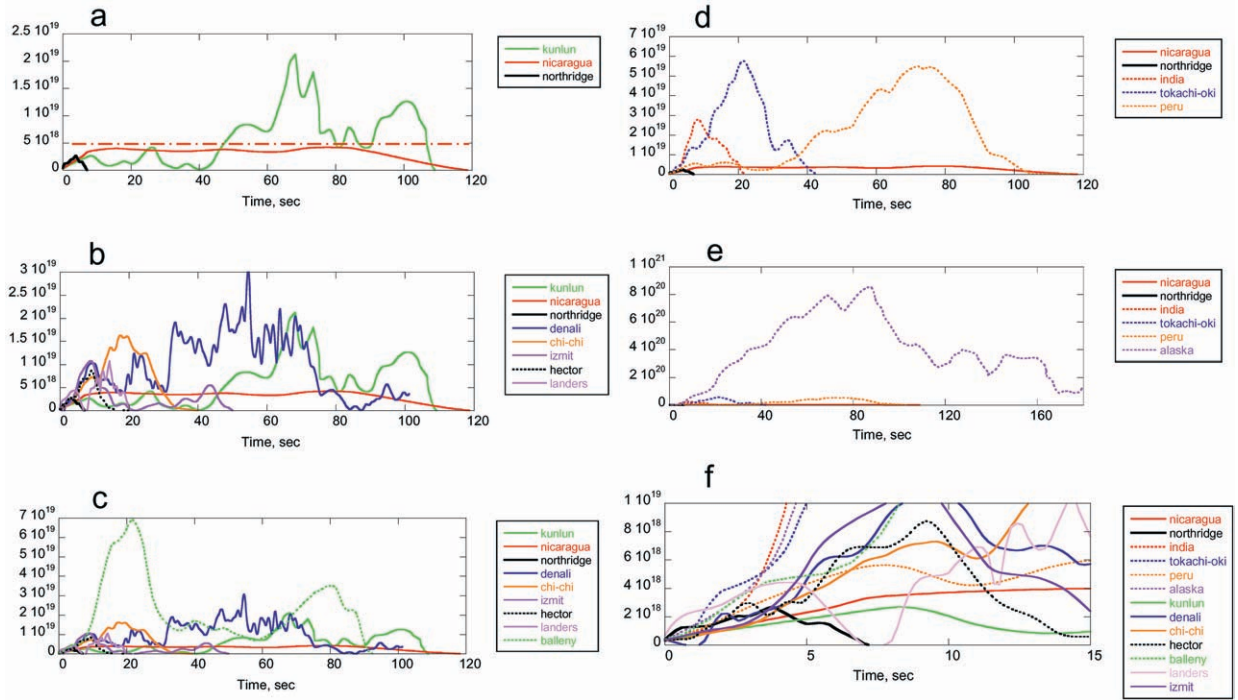 a
2.5 10^19
2 10^19
1.5 10^19
1 10^19
5 10^18
0
0 20 40 60 80 100 120
Time, sec
kunlun
nicaragua
northridge
b
3 10^19
2.5 10^19
2 10^19
1.5 10^19
1 10^19
5 10^18
0
0 20 40 60 80 100 120
Time, sec
kunlun
nicaragua
northridge
denali
chi-chi
izmit
hector
landers
c
7 10^19
6 10^19
5 10^19
4 10^19
3 10^19
2 10^19
1 10^19
0
0 20 40 60 80 100 120
Time, sec
kunlun
nicaragua
northridge
denali
chi-chi
izmit
hector
landers
balleny
d
7 10^19
6 10^19
5 10^19
4 10^19
3 10^19
2 10^19
1 10^19
0
0 20 40 60 80 100 120
Time, sec
nicaragua
northridge
india
tokachi-oki
peru
e
1 10^21
8 10^20
6 10^20
4 10^20
2 10^20
0
0 40 80 120 160
Time, sec
nicaragua
northridge
india
tokachi-oki
peru
alaska
f
1 10^19
8 10^18
6 10^18
4 10^18
2 10^18
0
0 5 10 15
Time, sec
nicaragua
northridge
india
tokachi-oki
peru
alaska
kunlun
denali
chi-chi
hector
balleny
landers
izmit